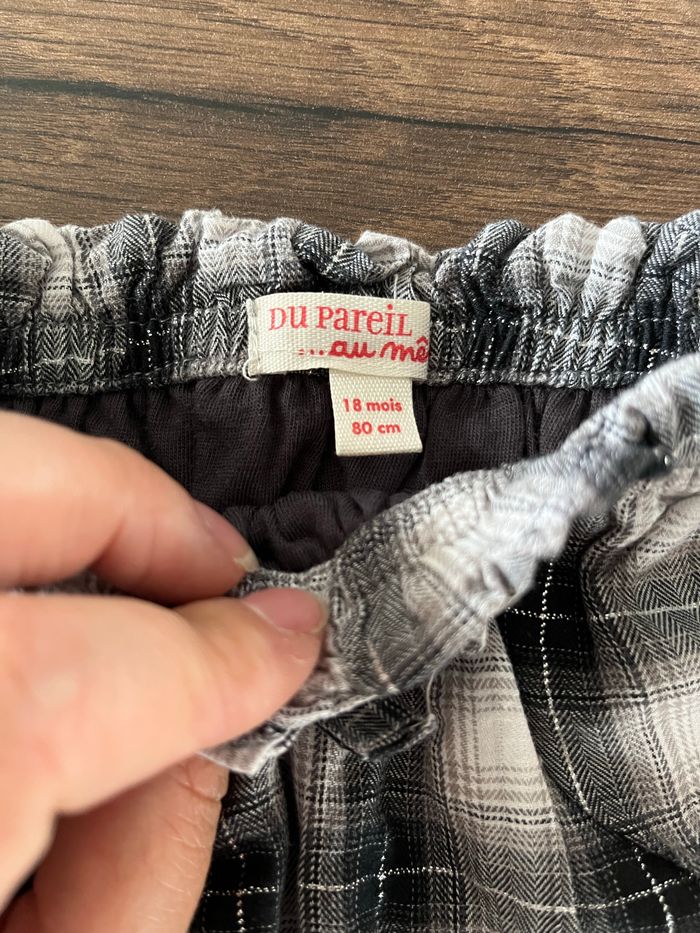 DU PAREIL
...au mê
18 mois
80 cm